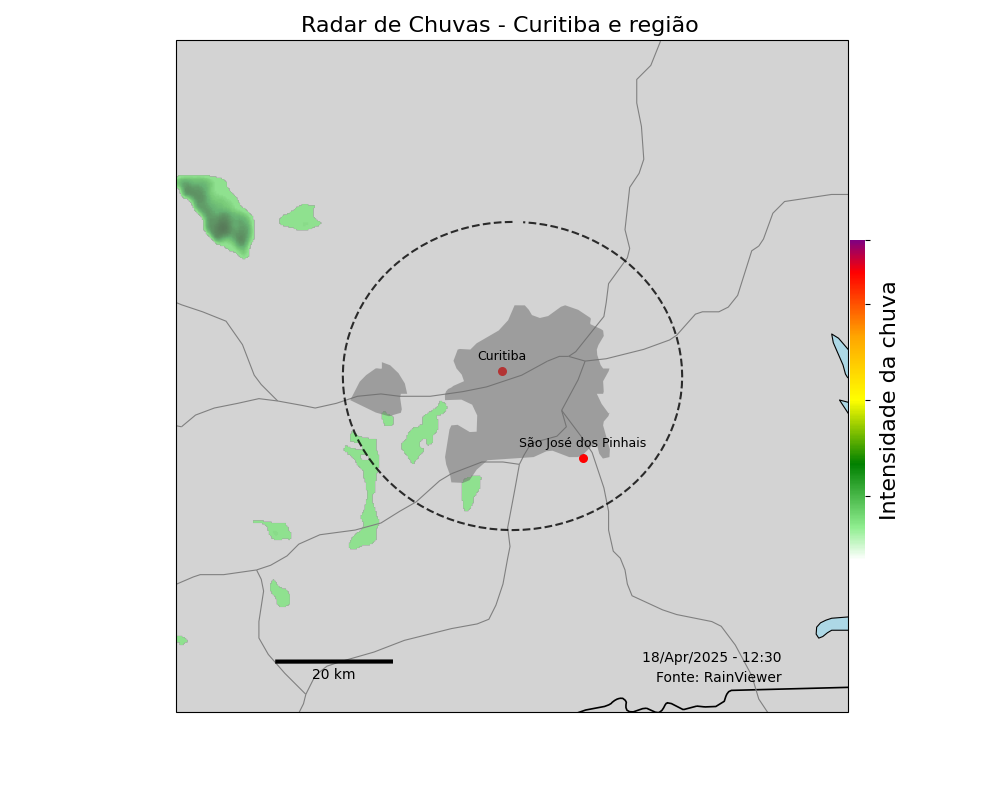 Radar de Chuvas - Curitiba e região
Curitiba
São José dos Pinhais
Intensidade da chuva
18/Apr/2025 - 12:30
Fonte: RainViewer
20 km